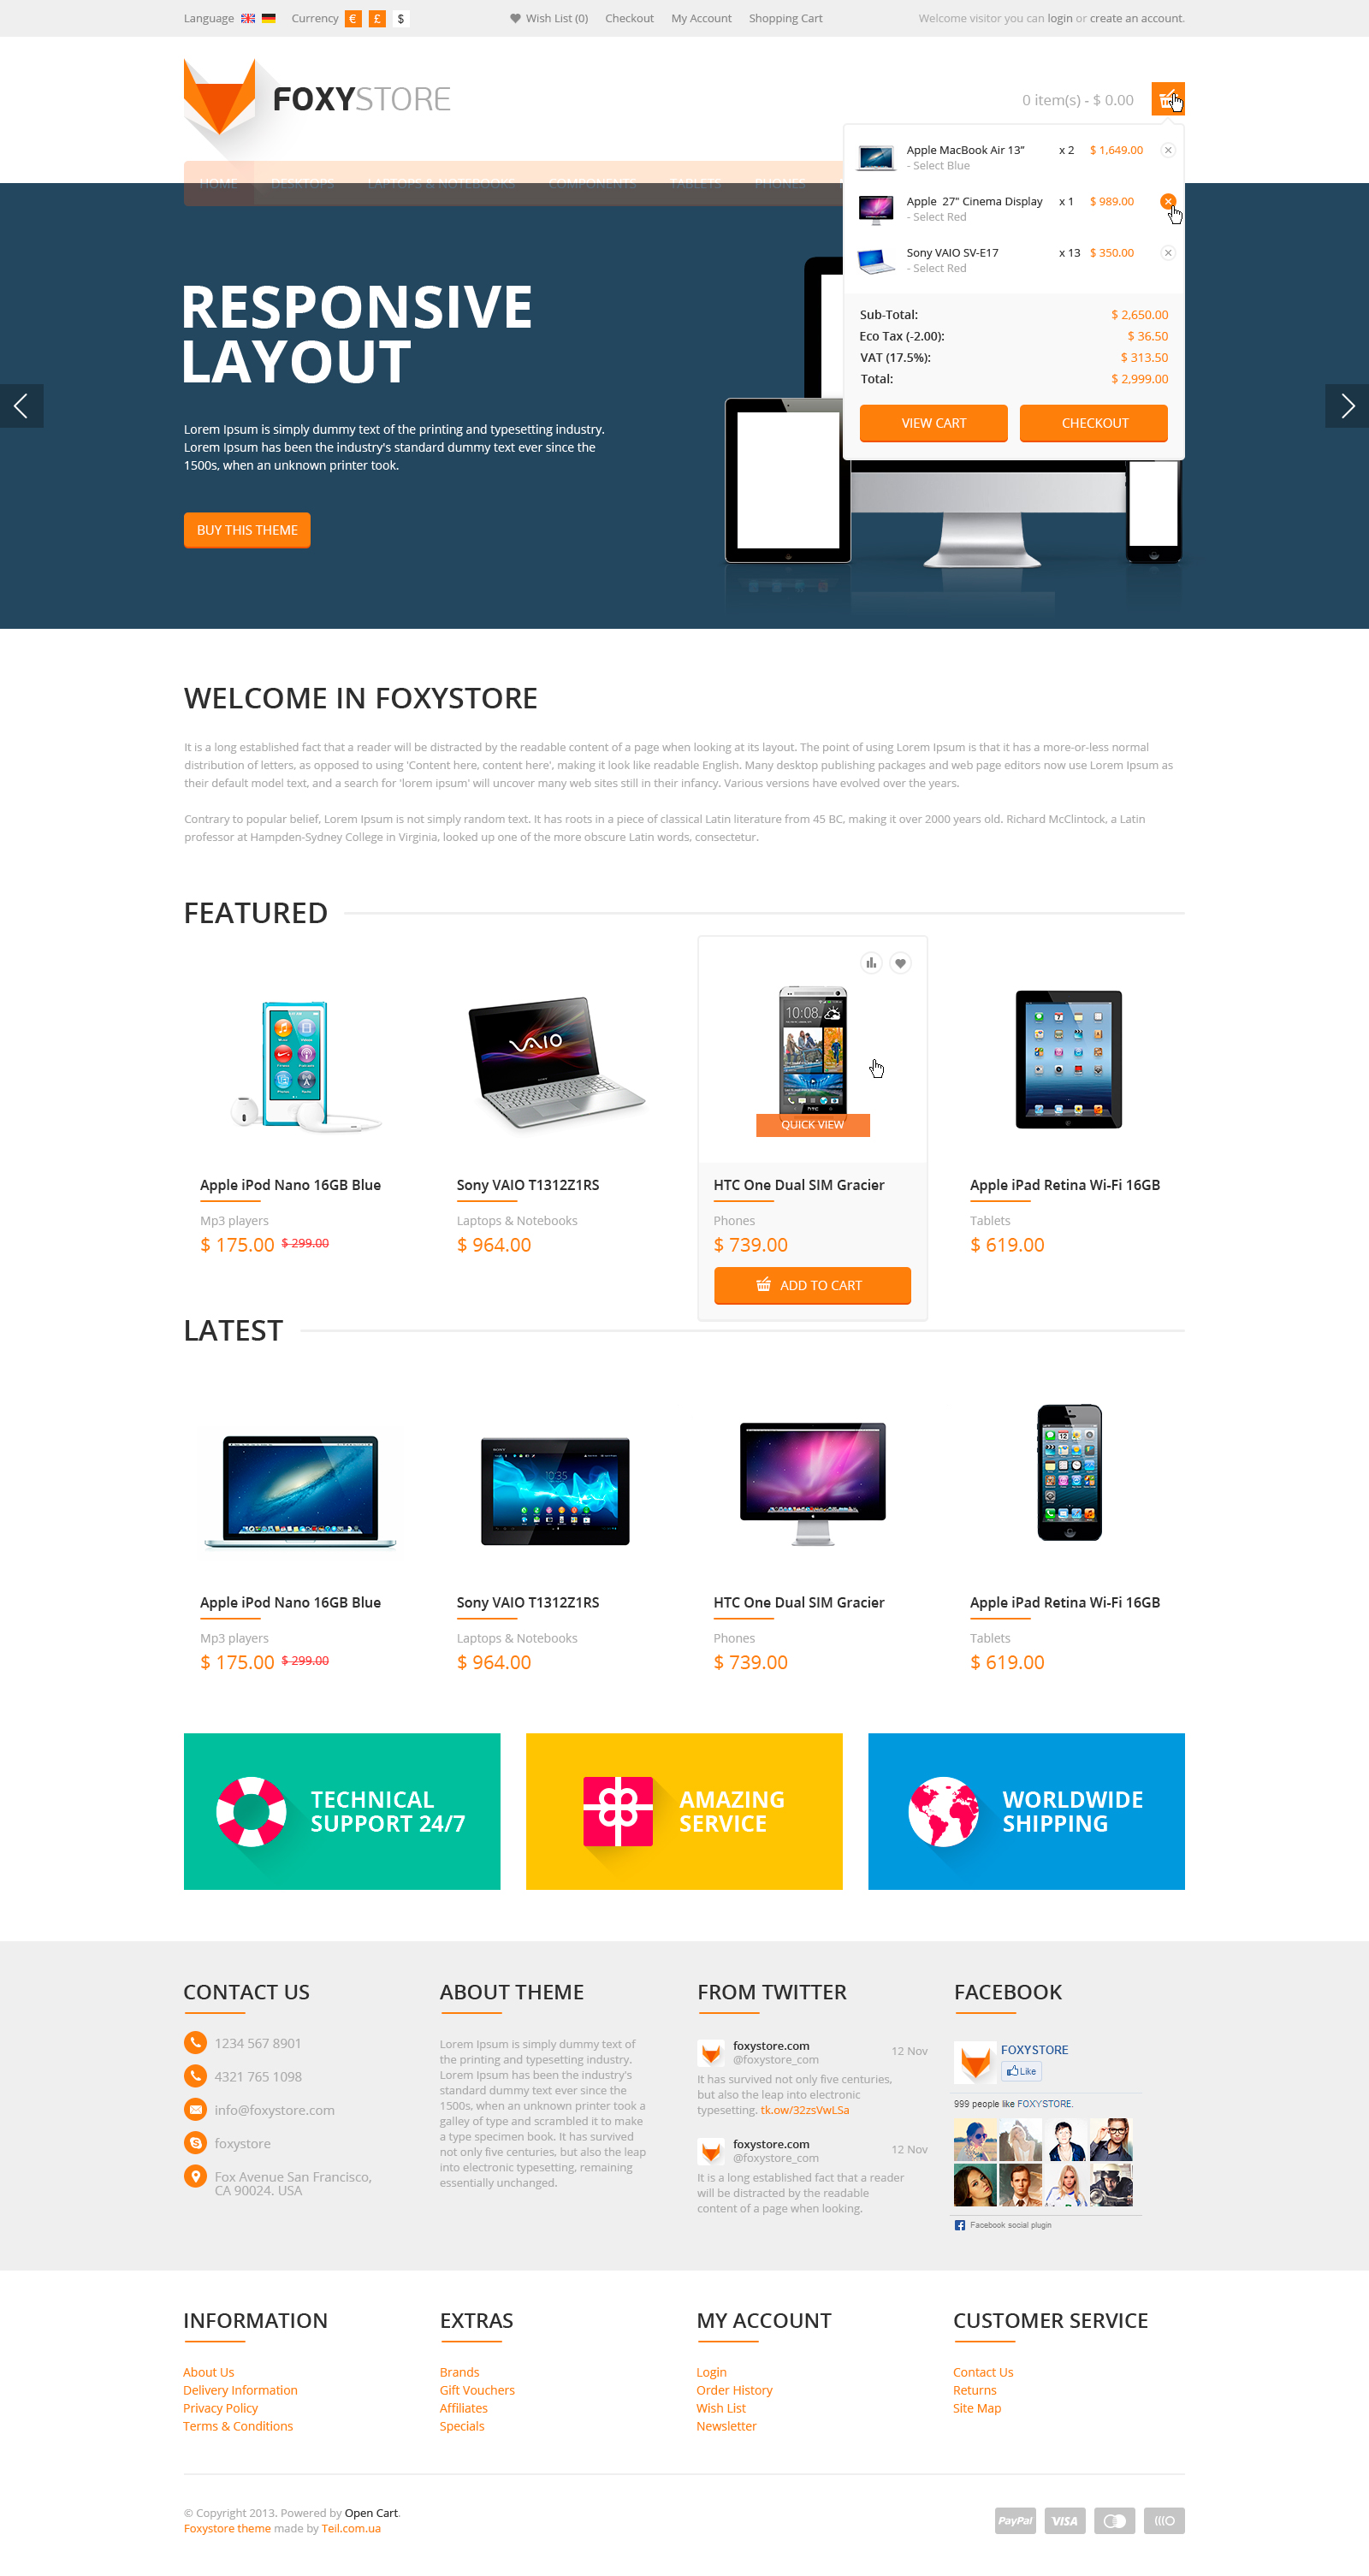 Language Currency € £ $ Wish List (0) Checkout My Account Shopping Cart Welcome visitor you can login or create an account.
FOXYSTORE
0 item(s) - $ 0.00
HOME DESKTOPS LAPTOPS & NOTEBOOKS COMPONENTS TABLETS PHONES
Apple MacBook Air 13" x 2 $ 1,649.00
- Select Blue
Apple 27" Cinema Display x 1 $ 989.00
- Select Red
Sony VAIO SV-E17 x 13 $ 350.00
- Select Red
Sub-Total: $ 2,650.00
Eco Tax (-2.00): $ 36.50
VAT (17.5%): $ 313.50
Total: $ 2,999.00
VIEW CART CHECKOUT
RESPONSIVE
LAYOUT
Lorem Ipsum is simply dummy text of the printing and typesetting industry.
Lorem Ipsum has been the industry's standard dummy text ever since the
1500s, when an unknown printer took.
BUY THIS THEME
WELCOME IN FOXYSTORE
It is a long established fact that a reader will be distracted by the readable content of a page when looking at its layout. The point of using Lorem Ipsum is that it has a more-or-less normal
distribution of letters, as opposed to using 'Content here, content here', making it look like readable English. Many desktop publishing packages and web page editors now use Lorem Ipsum as
their default model text, and a search for 'lorem ipsum' will uncover many web sites still in their infancy. Various versions have evolved over the years.
Contrary to popular belief, Lorem Ipsum is not simply random text. It has roots in a piece of classical Latin literature from 45 BC, making it over 2000 years old. Richard McClintock, a Latin
professor at Hampden-Sydney College in Virginia, looked up one of the more obscure Latin words, consectetur.
FEATURED
VAIO
10:08
hTC
QUICK VIEW
Apple iPod Nano 16GB Blue
Mp3 players
$ 175.00 $ 299.00
Sony VAIO T1312Z1RS
Laptops & Notebooks
$ 964.00
HTC One Dual SIM Gracier
Phones
$ 739.00
ADD TO CART
Apple iPad Retina Wi-Fi 16GB
Tablets
$ 619.00
LATEST
SONY
10:35
Apple iPod Nano 16GB Blue
Mp3 players
$ 175.00 $ 299.00
Sony VAIO T1312Z1RS
Laptops & Notebooks
$ 964.00
HTC One Dual SIM Gracier
Phones
$ 739.00
Apple iPad Retina Wi-Fi 16GB
Tablets
$ 619.00
TECHNICAL
SUPPORT 24/7
AMAZING
SERVICE
WORLDWIDE
SHIPPING
CONTACT US
1234 567 8901
4321 765 1098
info@foxystore.com
foxystore
Fox Avenue San Francisco,
CA 90024. USA
ABOUT THEME
Lorem Ipsum is simply dummy text of
the printing and typesetting industry.
Lorem Ipsum has been the industry's
standard dummy text ever since the
1500s, when an unknown printer took a
galley of type and scrambled it to make
a type specimen book. It has survived
not only five centuries, but also the leap
into electronic typesetting, remaining
essentially unchanged.
FROM TWITTER
foxystore.com 12 Nov
@foxystore_com
It has survived not only five centuries,
but also the leap into electronic
typesetting. tk.ow/32zsVwLSa
foxystore.com 12 Nov
@foxystore_com
It is a long established fact that a reader
will be distracted by the readable
content of a page when looking.
FACEBOOK
FOXYSTORE
Like
999 people like FOXYSTORE.
Facebook social plugin
INFORMATION
About Us
Delivery Information
Privacy Policy
Terms & Conditions
EXTRAS
Brands
Gift Vouchers
Affiliates
Specials
MY ACCOUNT
Login
Order History
Wish List
Newsletter
CUSTOMER SERVICE
Contact Us
Returns
Site Map
© Copyright 2013. Powered by Open Cart.
Foxystore theme made by Teil.com.ua
PayPal VISA